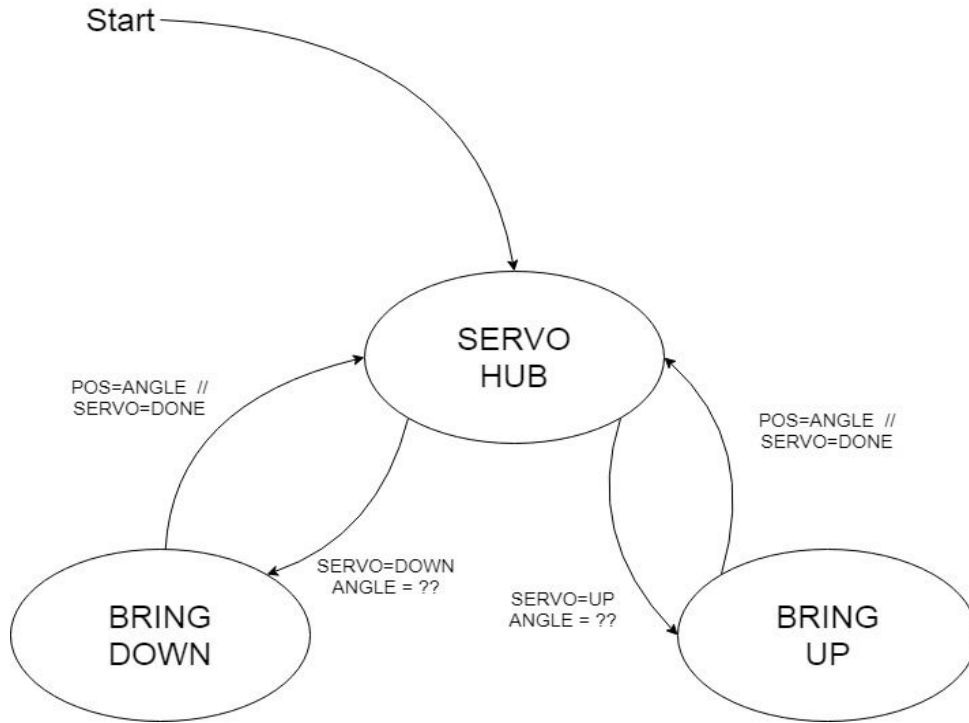 Start
SERVO
HUB
POS=ANGLE //
SERVO=DONE
POS=ANGLE //
SERVO=DONE
SERVO=DOWN
ANGLE = ??
SERVO=UP
ANGLE = ??
BRING
DOWN
BRING
UP